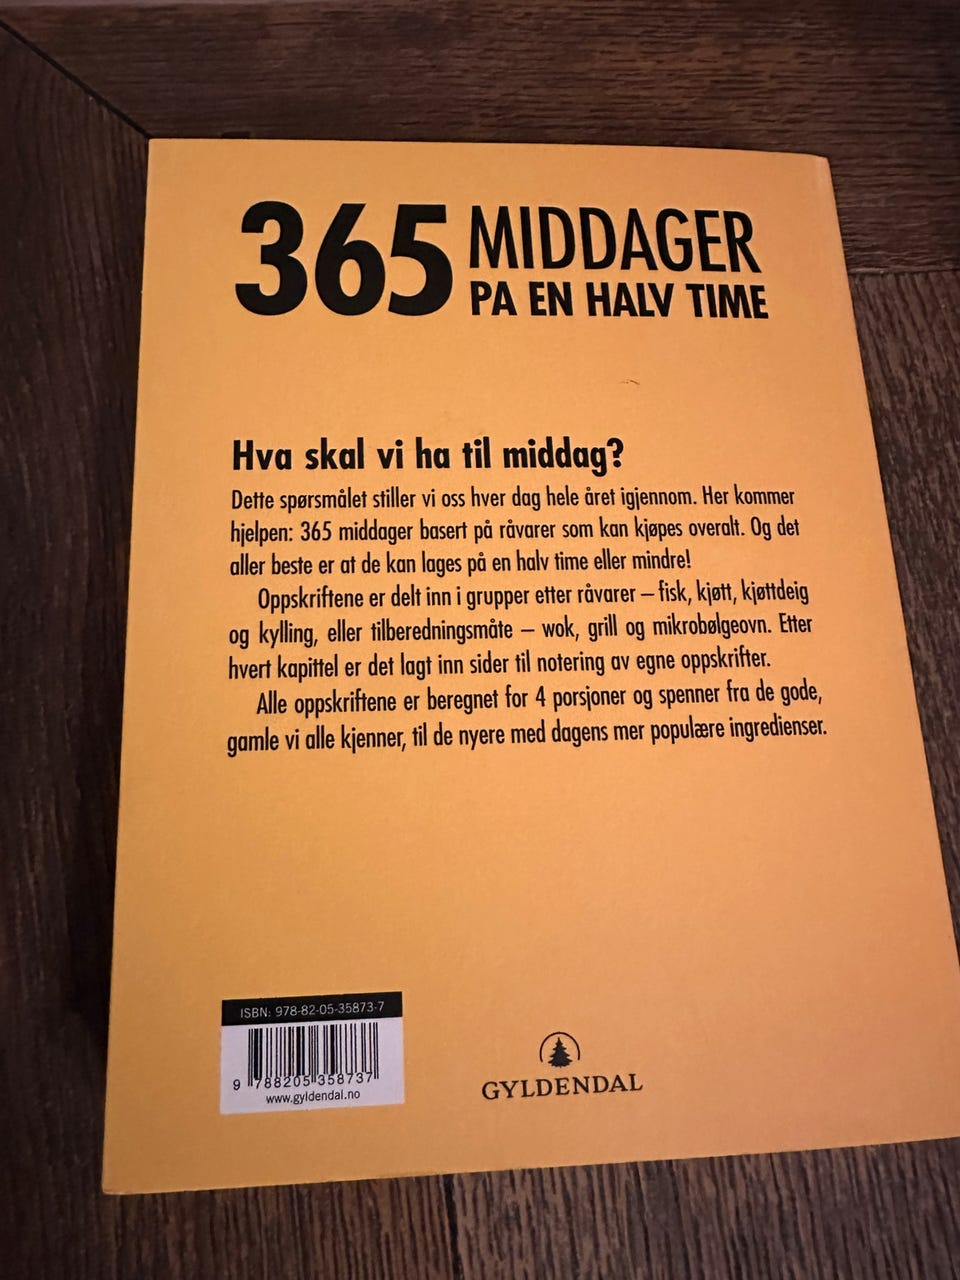 365 MIDDAGER
PA EN HALV TIME
Hva skal vi ha til middag?
Dette spørsmålet stiller vi oss hver dag hele året igjennom. Her kommer
hjelpen: 365 middager basert på råvarer som kan kjøpes overalt. Og det
aller beste er at de kan lages på en halv time eller mindre!
Oppskriftene er delt inn i grupper etter råvarer – fisk, kjøtt, kjøttdeig
og kylling, eller tilberedningsmåte – wok, grill og mikrobølgeovn. Etter
hvert kapittel er det lagt inn sider til notering av egne oppskrifter.
Alle oppskriftene er beregnet for 4 porsjoner og spenner fra de gode,
gamle vi alle kjenner, til de nyere med dagens mer populære ingredienser.
ISBN: 978-82-05-35873-7
9 788205 358737
www.gyldendal.no
GYLDENDAL